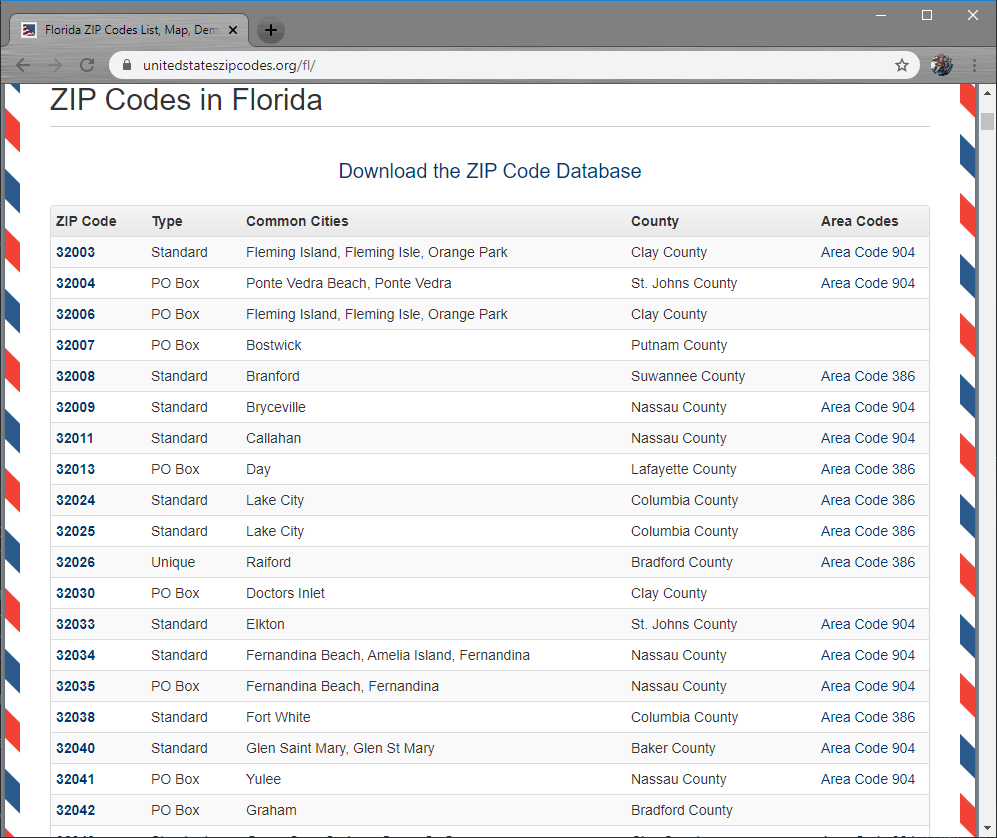 Florida ZIP Codes List, Map, Dem
unitedstateszipcodes.org/fl/
ZIP Codes in Florida
Download the ZIP Code Database
ZIP Code Type Common Cities County Area Codes
32003 Standard Fleming Island, Fleming Isle, Orange Park Clay County Area Code 904
32004 PO Box Ponte Vedra Beach, Ponte Vedra St. Johns County Area Code 904
32006 PO Box Fleming Island, Fleming Isle, Orange Park Clay County
32007 PO Box Bostwick Putnam County
32008 Standard Branford Suwannee County Area Code 386
32009 Standard Bryceville Nassau County Area Code 904
32011 Standard Callahan Nassau County Area Code 904
32013 PO Box Day Lafayette County Area Code 386
32024 Standard Lake City Columbia County Area Code 386
32025 Standard Lake City Columbia County Area Code 386
32026 Unique Raiford Bradford County Area Code 386
32030 PO Box Doctors Inlet Clay County
32033 Standard Elkton St. Johns County Area Code 904
32034 Standard Fernandina Beach, Amelia Island, Fernandina Nassau County Area Code 904
32035 PO Box Fernandina Beach, Fernandina Nassau County Area Code 904
32038 Standard Fort White Columbia County Area Code 386
32040 Standard Glen Saint Mary, Glen St Mary Baker County Area Code 904
32041 PO Box Yulee Nassau County Area Code 904
32042 PO Box Graham Bradford County